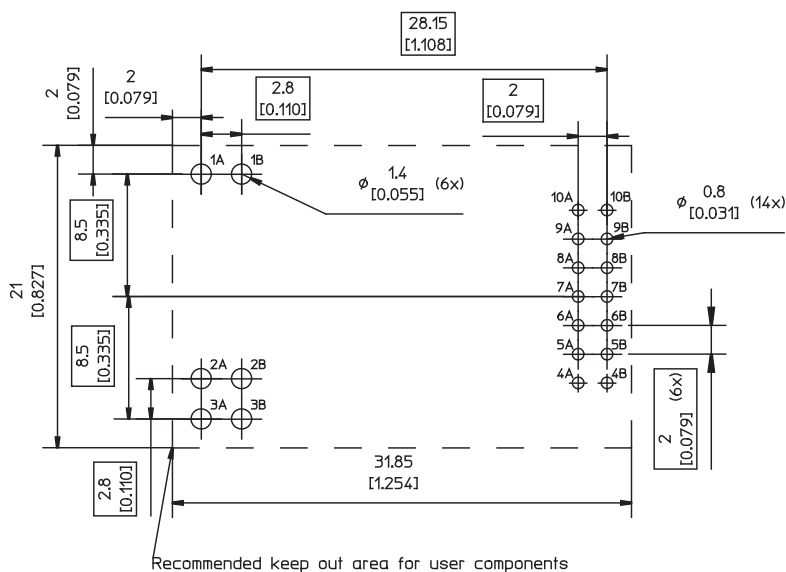 28.15
[1.108]
2
[0.079]
2
[0.079]
2.8
[0.110]
2
[0.079]
1A
1B
ø 1.4 (6x)
[0.055]
10A
10B
ø 0.8 (14x)
[0.031]
9A
9B
8.5
[0.335]
8A
8B
21
[0.827]
7A
7B
6A
6B
8.5
[0.335]
5A
5B
2A
2B
4A
4B
3A
3B
2 (6x)
[0.079]
2.8
[0.110]
31.85
[1.254]
Recommended keep out area for user components